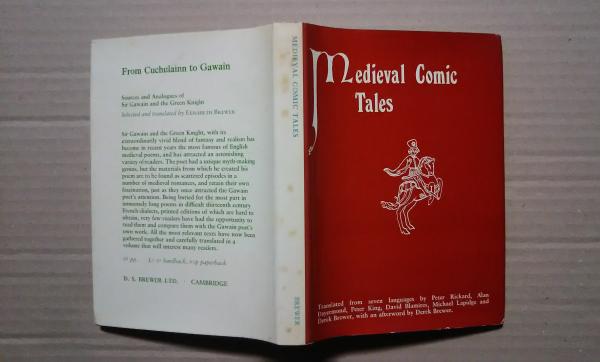 From Cuchulainn to Gawain
Sources and Analogues of
Sir Gawain and the Green Knight
Selected and translated by ELISABETH BREWER
Sir Gawain and the Green Knight, with its
extraordinarily vivid blend of fantasy and realism has
become in recent years the most famous of English
medieval poems, and has attracted an astonishing
variety of readers. The poet had a unique myth-making
genius, but the materials from which he created his
poem are to be found as scattered episodes in a
number of medieval romances, and retain their own
fascination, just as they once attracted the Gawain
poet's attention. Being buried for the most part in
immensely long poems in difficult thirteenth century
French dialects, printed editions of which are hard to
obtain, very few readers have had the opportunity to
read them and compare them with the Gawain poet's
own work. All the most relevant texts have now been
gathered together and carefully translated in a
volume that will interest many readers.
pp. hardback, paperback
D. S. BREWER LTD. · CAMBRIDGE
MEDIEVAL COMIC TALES
BREWER
Medieval Comic
Tales
Translated from seven languages by Peter Rickard, Alan
Deyermond, Peter King, David Blamires, Michael Lapidge and
Derek Brewer, with an afterword by Derek Brewer.